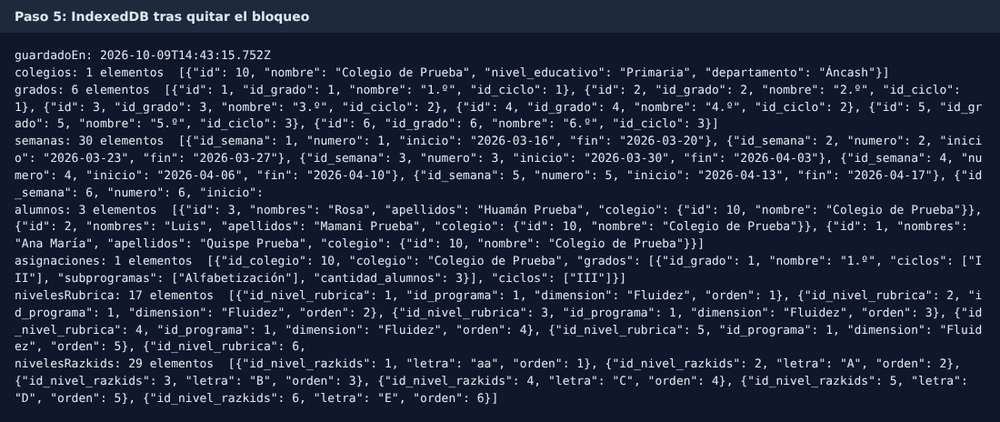 Paso 5: IndexedDB tras quitar el bloqueo
guardadoEn: 2026-10-09T14:43:15.752Z
colegios: 1 elementos  [{"id": 10, "nombre": "Colegio de Prueba", "nivel_educativo": "Primaria", "departamento": "Áncash"}]
grados: 6 elementos  [{"id": 1, "id_grado": 1, "nombre": "1.º", "id_ciclo": 1}, {"id": 2, "id_grado": 2, "nombre": "2.º", "id_ciclo":
1}, {"id": 3, "id_grado": 3, "nombre": "3.º", "id_ciclo": 2}, {"id": 4, "id_grado": 4, "nombre": "4.º", "id_ciclo": 2}, {"id": 5, "id_gr
ado": 5, "nombre": "5.º", "id_ciclo": 3}, {"id": 6, "id_grado": 6, "nombre": "6.º", "id_ciclo": 3}]
semanas: 30 elementos  [{"id_semana": 1, "numero": 1, "inicio": "2026-03-16", "fin": "2026-03-20"}, {"id_semana": 2, "numero": 2, "inici
o": "2026-03-23", "fin": "2026-03-27"}, {"id_semana": 3, "numero": 3, "inicio": "2026-03-30", "fin": "2026-04-03"}, {"id_semana": 4, "nu
mero": 4, "inicio": "2026-04-06", "fin": "2026-04-10"}, {"id_semana": 5, "numero": 5, "inicio": "2026-04-13", "fin": "2026-04-17"}, {"id
_semana": 6, "numero": 6, "inicio":
alumnos: 3 elementos  [{"id": 3, "nombres": "Rosa", "apellidos": "Huamán Prueba", "colegio": {"id": 10, "nombre": "Colegio de Prueba"}},
{"id": 2, "nombres": "Luis", "apellidos": "Mamani Prueba", "colegio": {"id": 10, "nombre": "Colegio de Prueba"}}, {"id": 1, "nombres":
"Ana María", "apellidos": "Quispe Prueba", "colegio": {"id": 10, "nombre": "Colegio de Prueba"}}]
asignaciones: 1 elementos  [{"id_colegio": 10, "colegio": "Colegio de Prueba", "grados": [{"id_grado": 1, "nombre": "1.º", "ciclos": ["I
II"], "subprogramas": ["Alfabetización"], "cantidad_alumnos": 3}], "ciclos": ["III"]}]
nivelesRubrica: 17 elementos  [{"id_nivel_rubrica": 1, "id_programa": 1, "dimension": "Fluidez", "orden": 1}, {"id_nivel_rubrica": 2, "i
d_programa": 1, "dimension": "Fluidez", "orden": 2}, {"id_nivel_rubrica": 3, "id_programa": 1, "dimension": "Fluidez", "orden": 3}, {"id
_nivel_rubrica": 4, "id_programa": 1, "dimension": "Fluidez", "orden": 4}, {"id_nivel_rubrica": 5, "id_programa": 1, "dimension": "Fluid
ez", "orden": 5}, {"id_nivel_rubrica": 6,
nivelesRazkids: 29 elementos  [{"id_nivel_razkids": 1, "letra": "aa", "orden": 1}, {"id_nivel_razkids": 2, "letra": "A", "orden": 2},
{"id_nivel_razkids": 3, "letra": "B", "orden": 3}, {"id_nivel_razkids": 4, "letra": "C", "orden": 4}, {"id_nivel_razkids": 5, "letra":
"D", "orden": 5}, {"id_nivel_razkids": 6, "letra": "E", "orden": 6}]